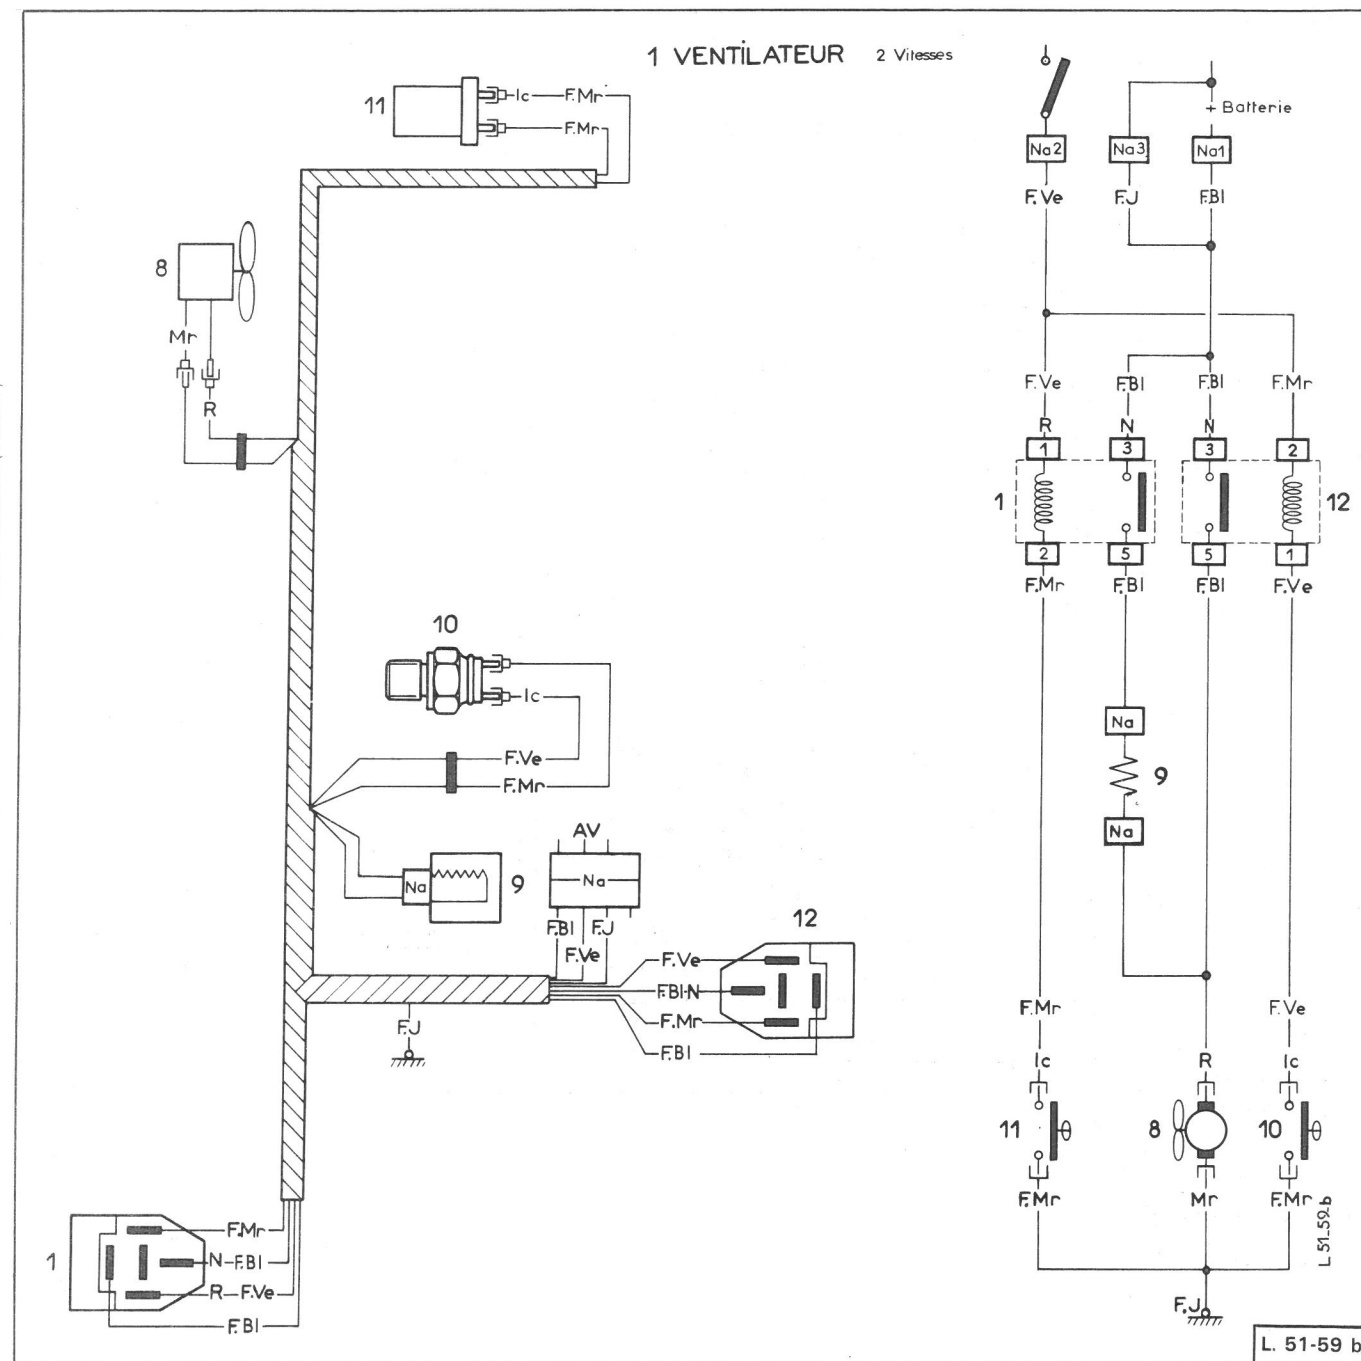 1 VENTİLATEUR 2 Vitesses
11
Ic F.Mr
F.Mr
+ Batterie
Na2 Na3 Na1
F.Ve F.J F.Bl
8
Mr
R
F.Ve F.Bl F.Bl F.Mr
R N N
1 3 3 2
1 12
2 5 5 1
F.Mr F.Bl F.Bl F.Ve
10
Ic
F.Ve
F.Mr
Na
9
Na
AV
Na
Na 9
F.Bl F.J
F.Ve
12
F.Ve
F.Bl-N
F.Mr
F.Bl
F.J
F.Mr F.Ve
Ic R Ic
11 8 10
F.Mr Mr F.Mr
L 51-59-b
1
F.Mr
N F.Bl
R F.Ve
F.Bl
F.J
L. 51-59 b